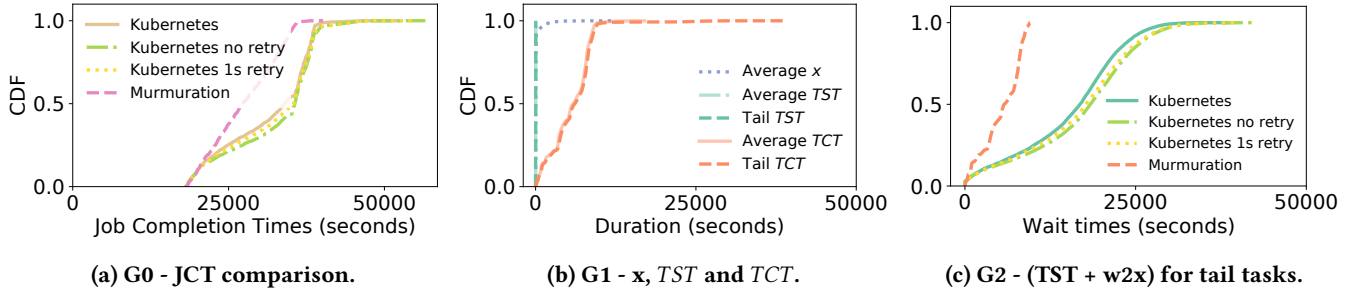 CDF
1.0
0.5
0.0
Kubernetes
Kubernetes no retry
Kubernetes 1s retry
Murmuration
25000
50000
Job Completion Times (seconds)
(a) G0 - JCT comparison.
CDF
1.0
0.5
0.0
Average x
Average TST
Tail TST
Average TCT
Tail TCT
0
25000
50000
Duration (seconds)
(b) G1 - x, TST and TCT.
CDF
1.0
0.5
0.0
Kubernetes
Kubernetes no retry
Kubernetes 1s retry
Murmuration
0
25000
50000
Wait times (seconds)
(c) G2 - (TST + w2x) for tail tasks.